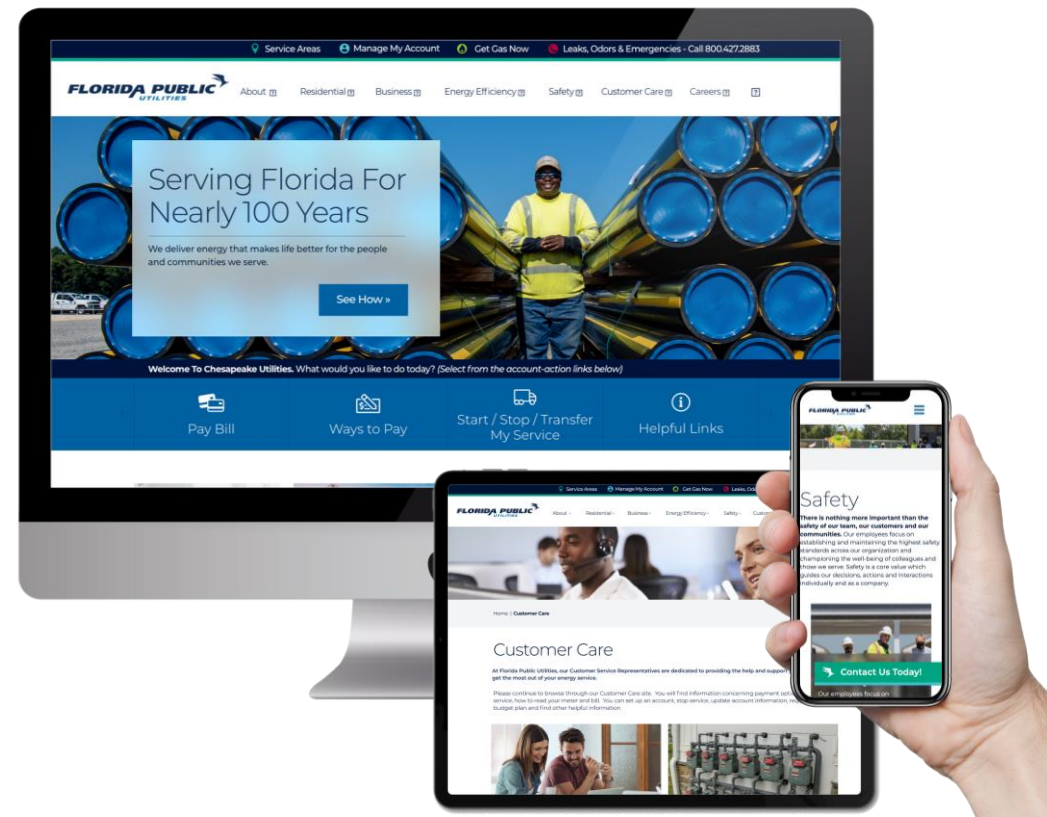 Service Areas
Manage My Account
Get Gas Now
Leaks, Odors & Emergencies - Call 800.427.2883
FLORIDA PUBLIC
UTILITIES
About
Residential
Business
Energy Efficiency
Safety
Customer Care
Careers
Serving Florida For
Nearly 100 Years
We deliver energy that makes life better for the people
and communities we serve.
See How »
Welcome To Chesapeake Utilities. What would you like to do today? (Select from the account-action links below)
Pay Bill
Ways to Pay
Start / Stop / Transfer
My Service
Helpful Links
Service Areas
Manage My Account
Get Gas Now
Leaks,
FLORIDA PUBLIC
UTILITIES
About
Residential
Business
Energy Efficiency
Safety
Home | Customer Care
Customer Care
At Florida Public Utilities, our Customer Service Representatives are dedicated to providing the help and support
get the most out of your energy service.
Please continue to browse through our Customer Care site. You will find information concerning payment
service, how to read your meter and bill. You can set up an account, stop service, update account information,
budget plan and find other helpful information.
FLORIDA PUBLIC
Safety
There is nothing more important than the
safety of our team, our customers and our
communities. Our employees focus on
establishing and maintaining the highest safety
standards across our organization and
championing the well-being of colleagues and
those we serve. Safety is a core value which
guides our decisions, actions and interactions
individually and as a company.
Contact Us Today!
Our employees focus on